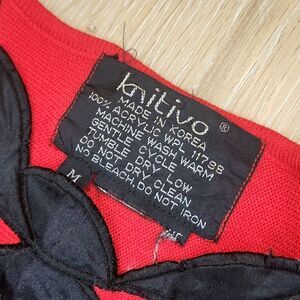 knitivo ®
MADE IN KOREA
100% ACRYLIC WPL 11788
MACHINE WASH WARM
GENTLE CYCLE
TUMBLE DRY LOW
DO NOT DRY CLEAN
NO BLEACH, DO NOT IRON
M